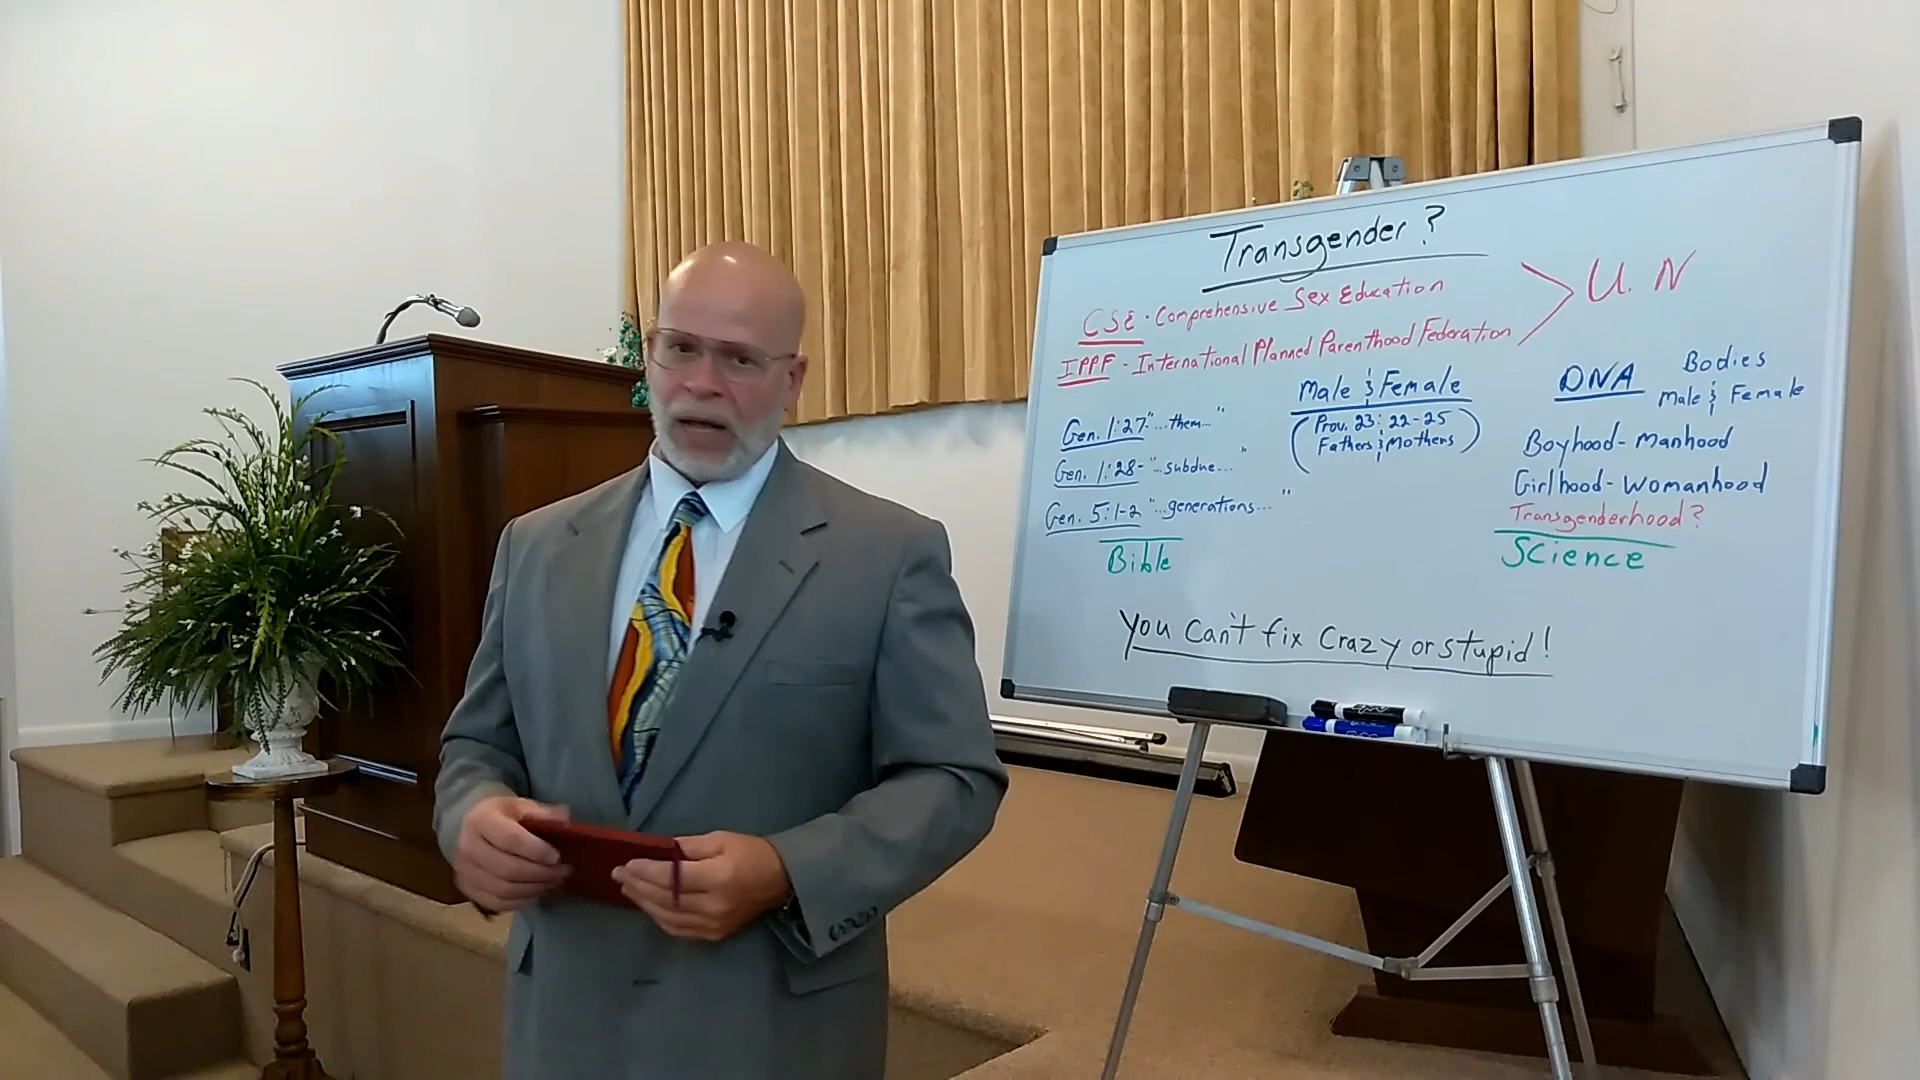 Transgender?
CSE - Comprehensive Sex Education
IPPF - International Planned Parenthood Federation
U. N
Gen. 1:27 "...them..."
Gen. 1:28 - "...subdue..."
Gen. 5:1-2 "...generations..."
Bible
Male & Female
(Prov. 23:22-25
Fathers & Mothers)
DNA
Bodies
Male & Female
Boyhood - Manhood
Girlhood - Womanhood
Transgenderhood?
Science
You Can't fix Crazy or stupid!